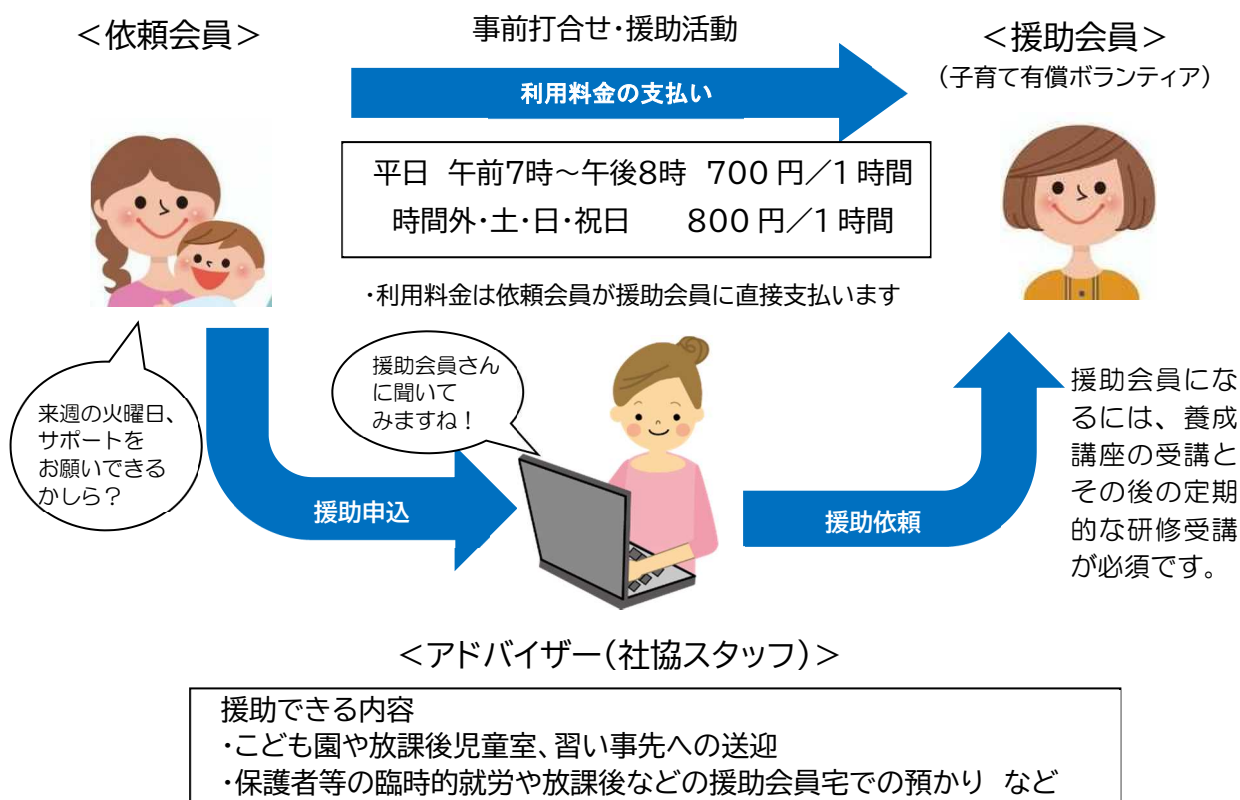 ＜依頼会員＞
事前打合せ・援助活動
＜援助会員＞
（子育て有償ボランティア）
利用料金の支払い
平日　午前7時～午後8時　700円／1時間
時間外・土・日・祝日　　800円／1時間
・利用料金は依頼会員が援助会員に直接支払います
来週の火曜日、
サポートを
お願いできる
かしら？
援助会員さん
に聞いて
みますね！
援助申込
援助依頼
援助会員にな
るには、養成
講座の受講と
その後の定期
的な研修受講
が必須です。
＜アドバイザー（社協スタッフ）＞
援助できる内容
・こども園や放課後児童室、習い事先への送迎
・保護者等の臨時的就労や放課後などの援助会員宅での預かり　など